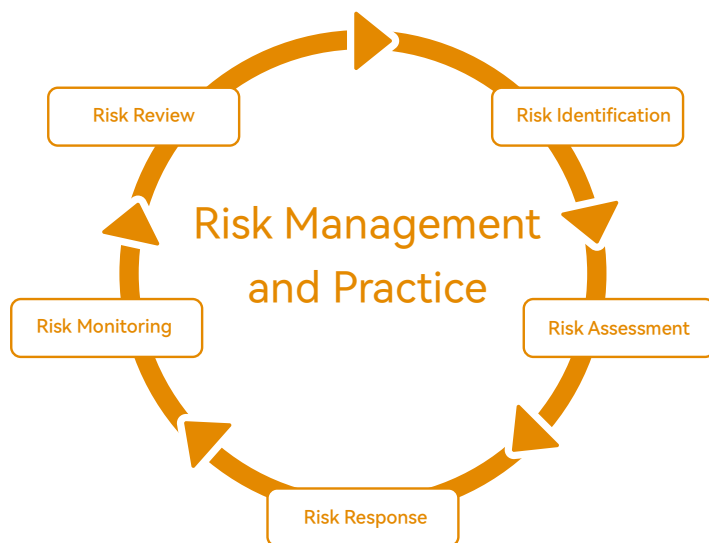 Risk Review
Risk Identification
Risk Management
and Practice
Risk Monitoring
Risk Assessment
Risk Response